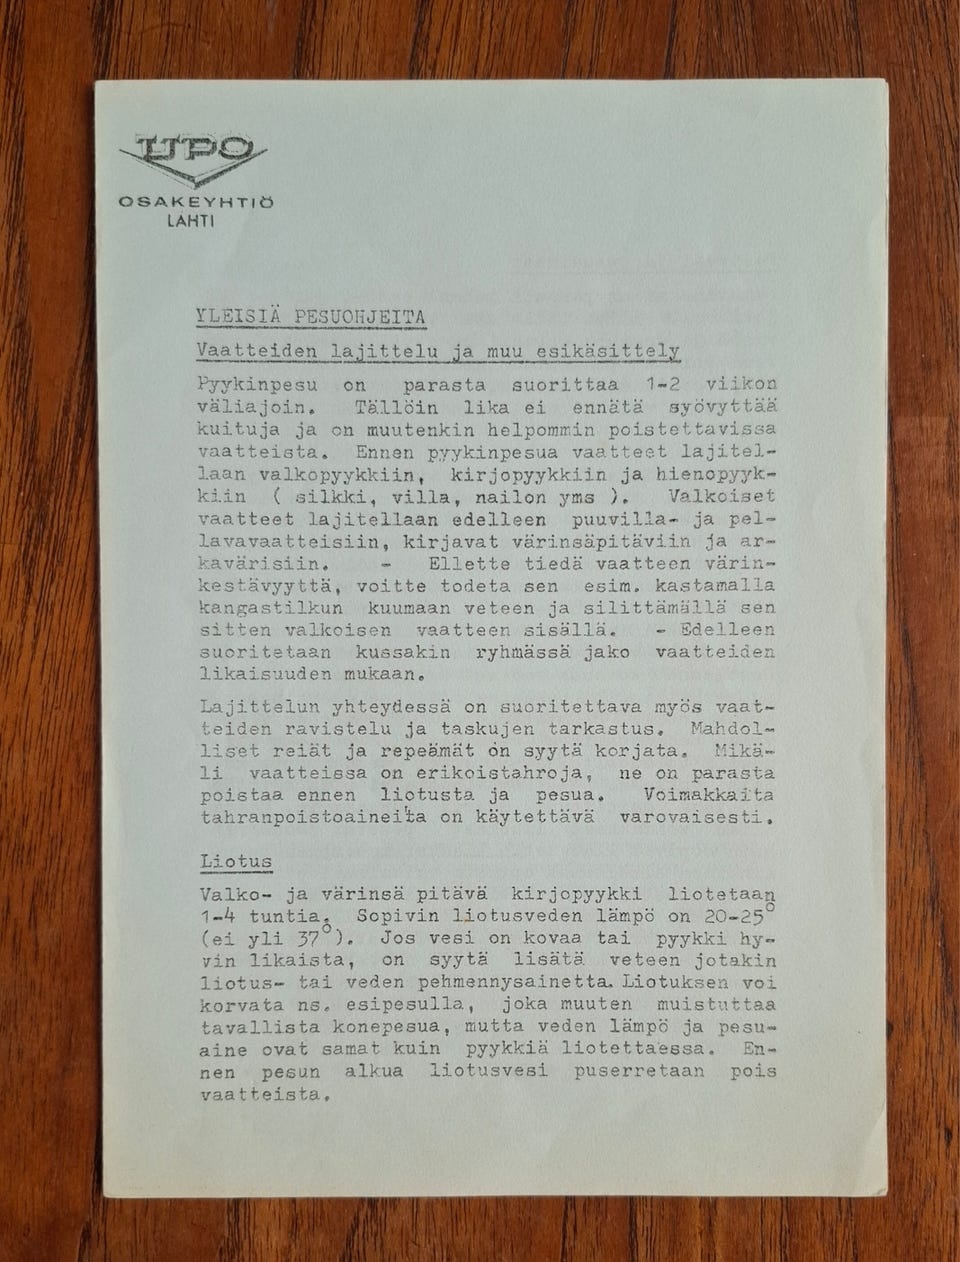 UPO
OSAKEYHTIÖ
LAHTI
YLEISIÄ PESUOHJEITA
Vaatteiden lajittelu ja muu esikäsittely
Pyykinpesu on parasta suorittaa 1-2 viikon
väliajoin. Tällöin lika ei ennätä syövyttää
kuituja ja on muutenkin helpommin poistettavissa
vaatteista. Ennen pyykinpesua vaatteet lajitel-
laan valkopyykkiin, kirjopyykkiin ja hienopyyk-
kiin ( silkki, villa, nailon yms ). Valkoiset
vaatteet lajitellaan edelleen puuvilla- ja pel-
lavavaatteisiin, kirjavat värinsäpitäviin ja ar-
kavärisiin. - Ellette tiedä vaatteen värin-
kestävyyttä, voitte todeta sen esim. kastamalla
kangastilkun kuumaan veteen ja silittämällä sen
sitten valkoisen vaatteen sisällä. - Edelleen
suoritetaan kussakin ryhmässä jako vaatteiden
likaisuuden mukaan.
Lajittelun yhteydessä on suoritettava myös vaat-
teiden ravistelu ja taskujen tarkastus. Mahdol-
liset reiät ja repeämät on syytä korjata. Mikä-
li vaatteissa on erikoistahroja, ne on parasta
poistaa ennen liotusta ja pesua. Voimakkaita
tahranpoistoaineita on käytettävä varovaisesti.
Liotus
Valko- ja värinsä pitävä kirjopyykki liotetaan
1-4 tuntia. Sopivin liotusveden lämpö on 20-25°
(ei yli 37°). Jos vesi on kovaa tai pyykki hy-
vin likaista, on syytä lisätä veteen jotakin
liotus- tai veden pehmennysainetta. Liotuksen voi
korvata ns. esipesulla, joka muuten muistuttaa
tavallista konepesua, mutta veden lämpö ja pesu-
aine ovat samat kuin pyykkiä liotettaessa. En-
nen pesun alkua liotusvesi puserretaan pois
vaatteista.